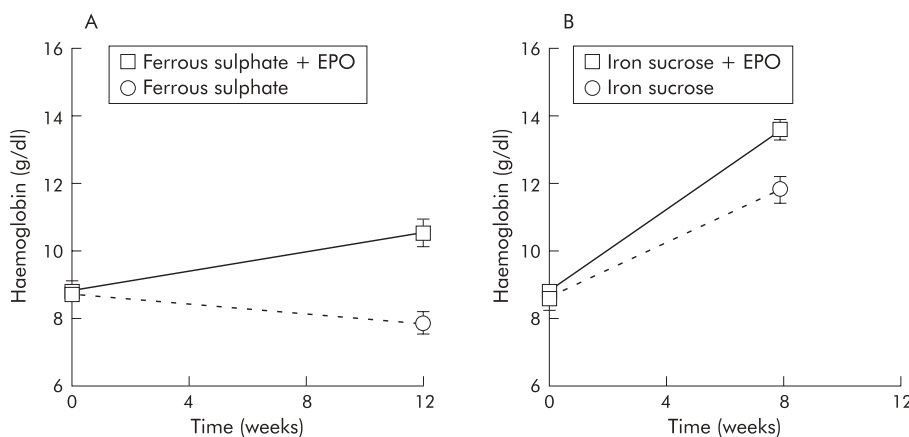 A
16
14
12
10
8
6
Haemoglobin (g/dl)
Ferrous sulphate + EPO
Ferrous sulphate
0 4 8 12
Time (weeks)
B
16
14
12
10
8
6
Haemoglobin (g/dl)
Iron sucrose + EPO
Iron sucrose
0 4 8 12
Time (weeks)